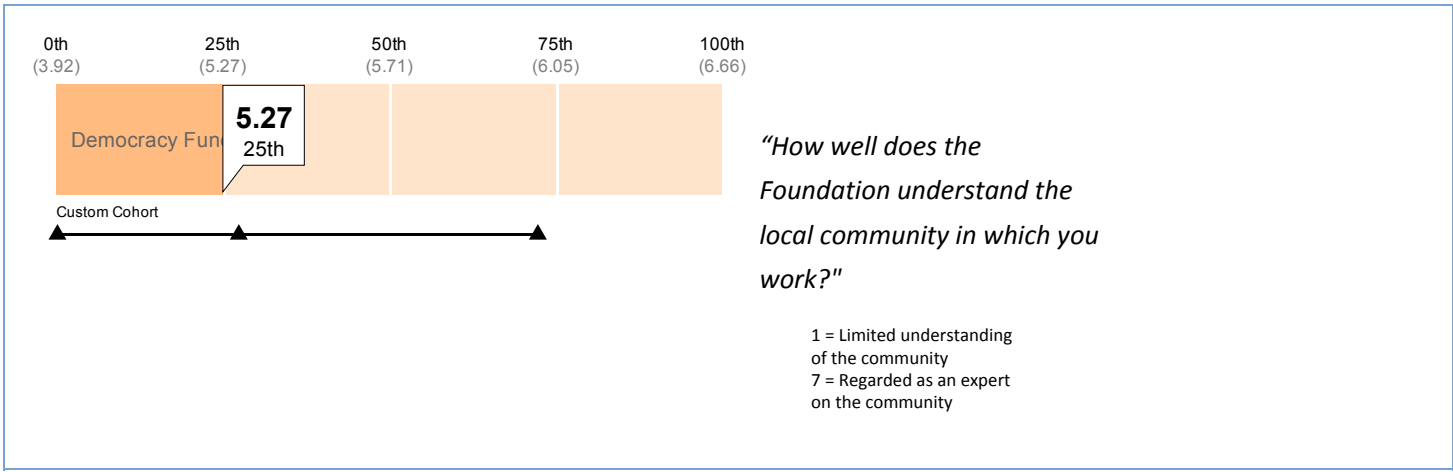 0th 25th 50th 75th 100th
(3.92) (5.27) (5.71) (6.05) (6.66)
Democracy Fun
5.27
25th
Custom Cohort
“How well does the
Foundation understand the
local community in which you
work?"
1 = Limited understanding
of the community
7 = Regarded as an expert
on the community